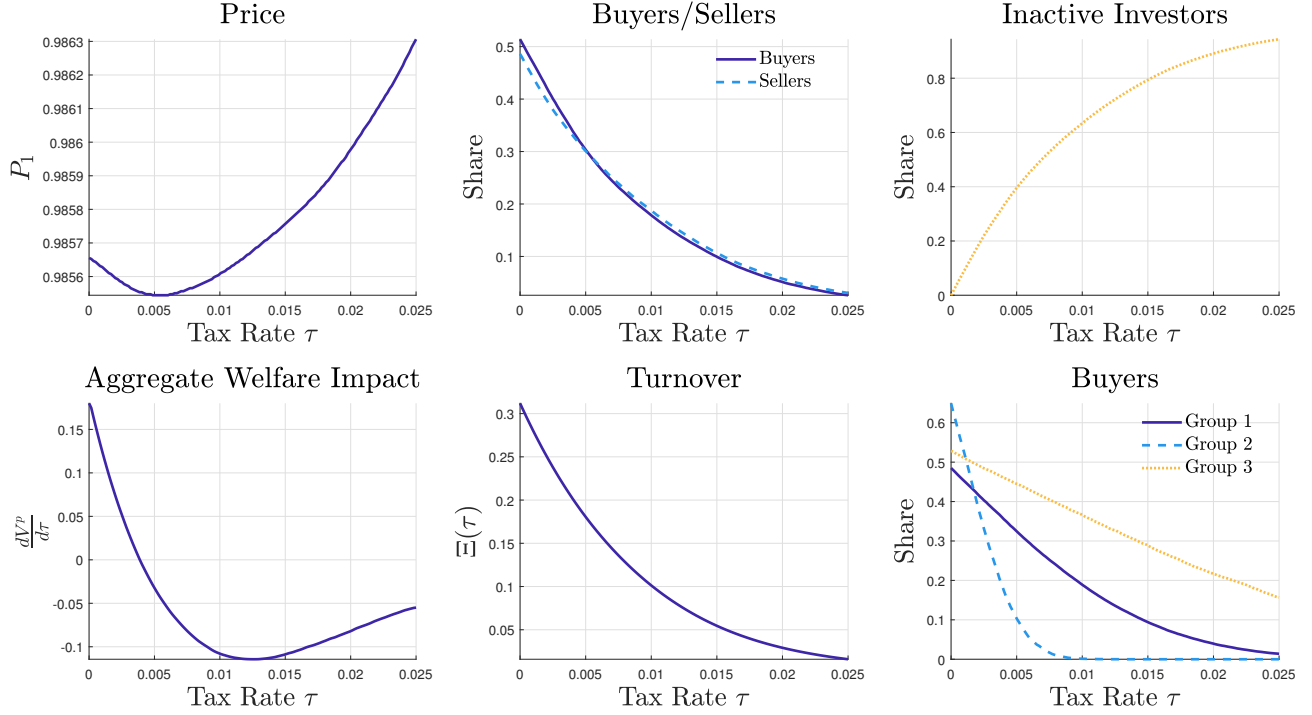 Price
0.9863
0.9862
0.9861
0.986
0.9859
0.9858
0.9857
0.9856
P₁
0 0.005 0.01 0.015 0.02 0.025
Tax Rate τ
Buyers/Sellers
0.5
0.4
0.3
0.2
0.1
Share
Buyers
Sellers
0 0.005 0.01 0.015 0.02 0.025
Tax Rate τ
Inactive Investors
0.8
0.6
0.4
0.2
0
Share
0 0.005 0.01 0.015 0.02 0.025
Tax Rate τ
Aggregate Welfare Impact
0.15
0.1
0.05
0
-0.05
-0.1
dVᵖ
dτ
0 0.005 0.01 0.015 0.02 0.025
Tax Rate τ
Turnover
0.3
0.25
0.2
0.15
0.1
0.05
Ξ(τ)
0 0.005 0.01 0.015 0.02 0.025
Tax Rate τ
Buyers
0.6
0.5
0.4
0.3
0.2
0.1
0
Share
Group 1
Group 2
Group 3
0 0.005 0.01 0.015 0.02 0.025
Tax Rate τ